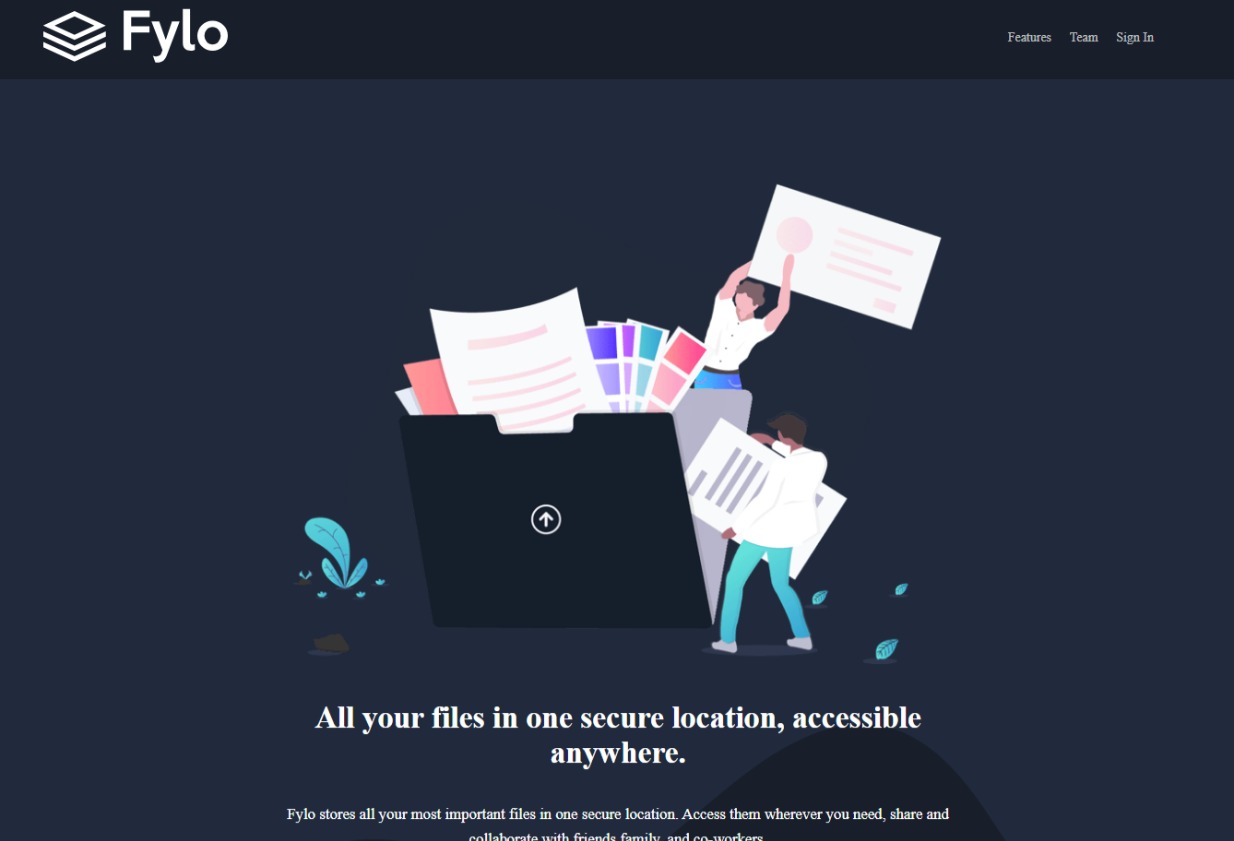 Fylo
Features Team Sign In
All your files in one secure location, accessible
anywhere.
Fylo stores all your most important files in one secure location. Access them wherever you need, share and
collaborate with friends family, and co-workers.